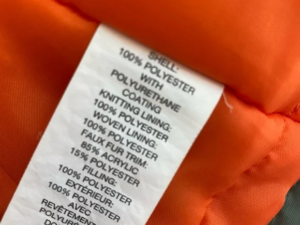 SHELL:
100% POLYESTER
WITH
POLYURETHANE
COATING
KNITTING LINING:
100% POLYESTER
WOVEN LINING:
100% POLYESTER
FAUX FUR TRIM:
85% ACRYLIC
15% POLYESTER
FILLING:
100% POLYESTER
EXTERIEUR:
100% POLYESTER
AVEC
REVÊTEMENT